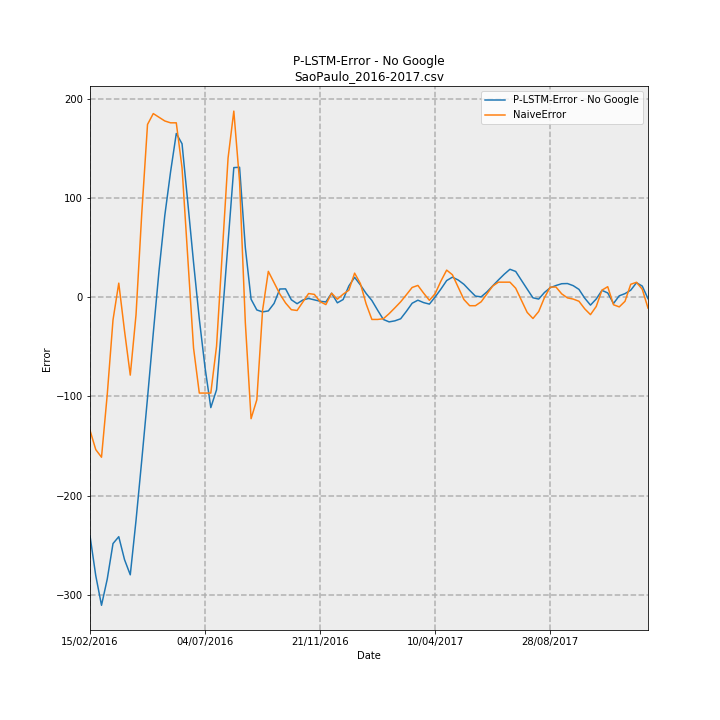 P-LSTM-Error - No Google
SaoPaulo_2016-2017.csv
P-LSTM-Error - No Google
NaiveError
200
100
0
−100
−200
−300
Error
15/02/2016
04/07/2016
21/11/2016
10/04/2017
28/08/2017
Date